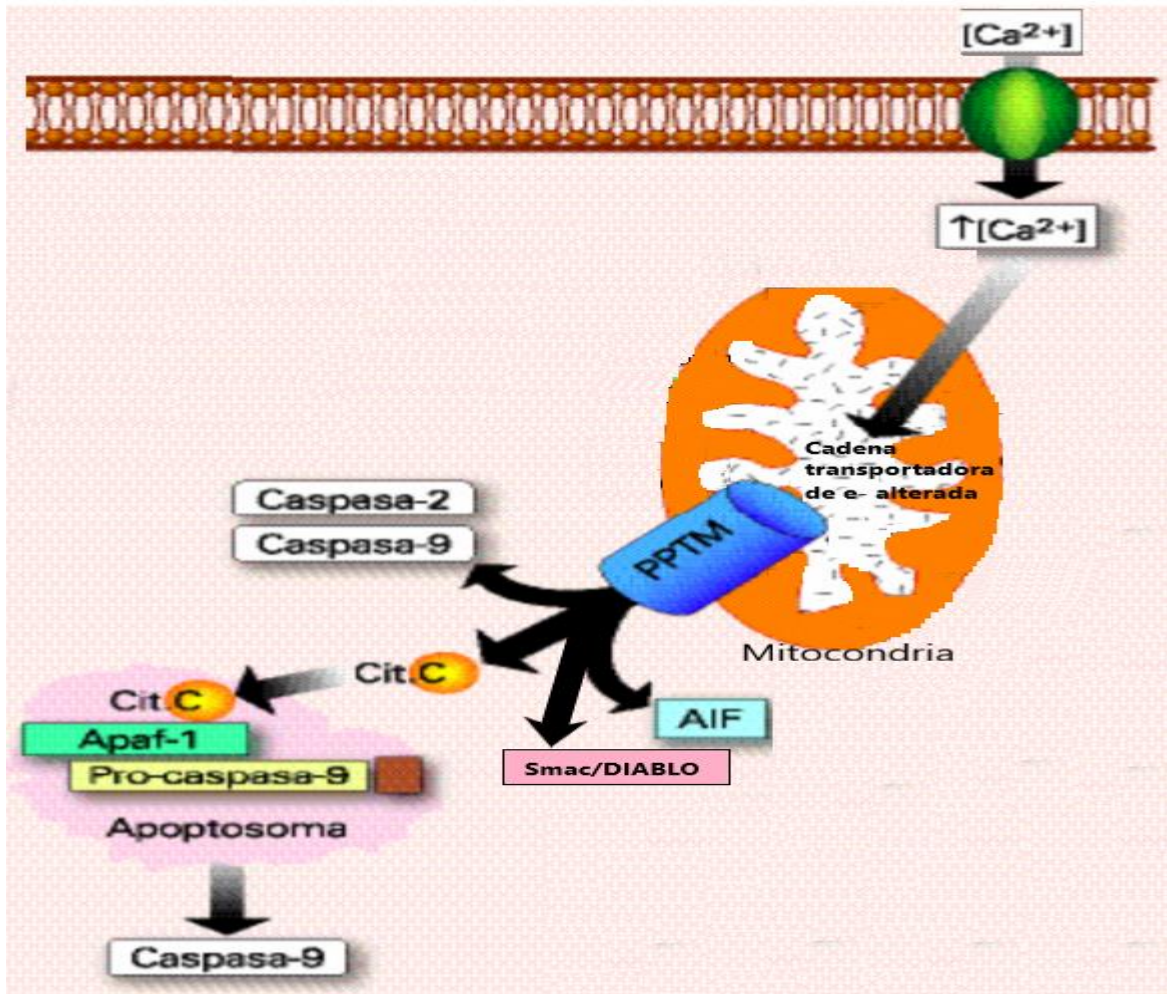 [Ca²⁺]
↑[Ca²⁺]
Cadena
transportadora
de e- alterada
PPTM
Mitocondria
Caspasa-2
Caspasa-9
Cit.C
Cit.C
Apaf-1
Pro-caspasa-9
Apoptosoma
AIF
Smac/DIABLO
Caspasa-9